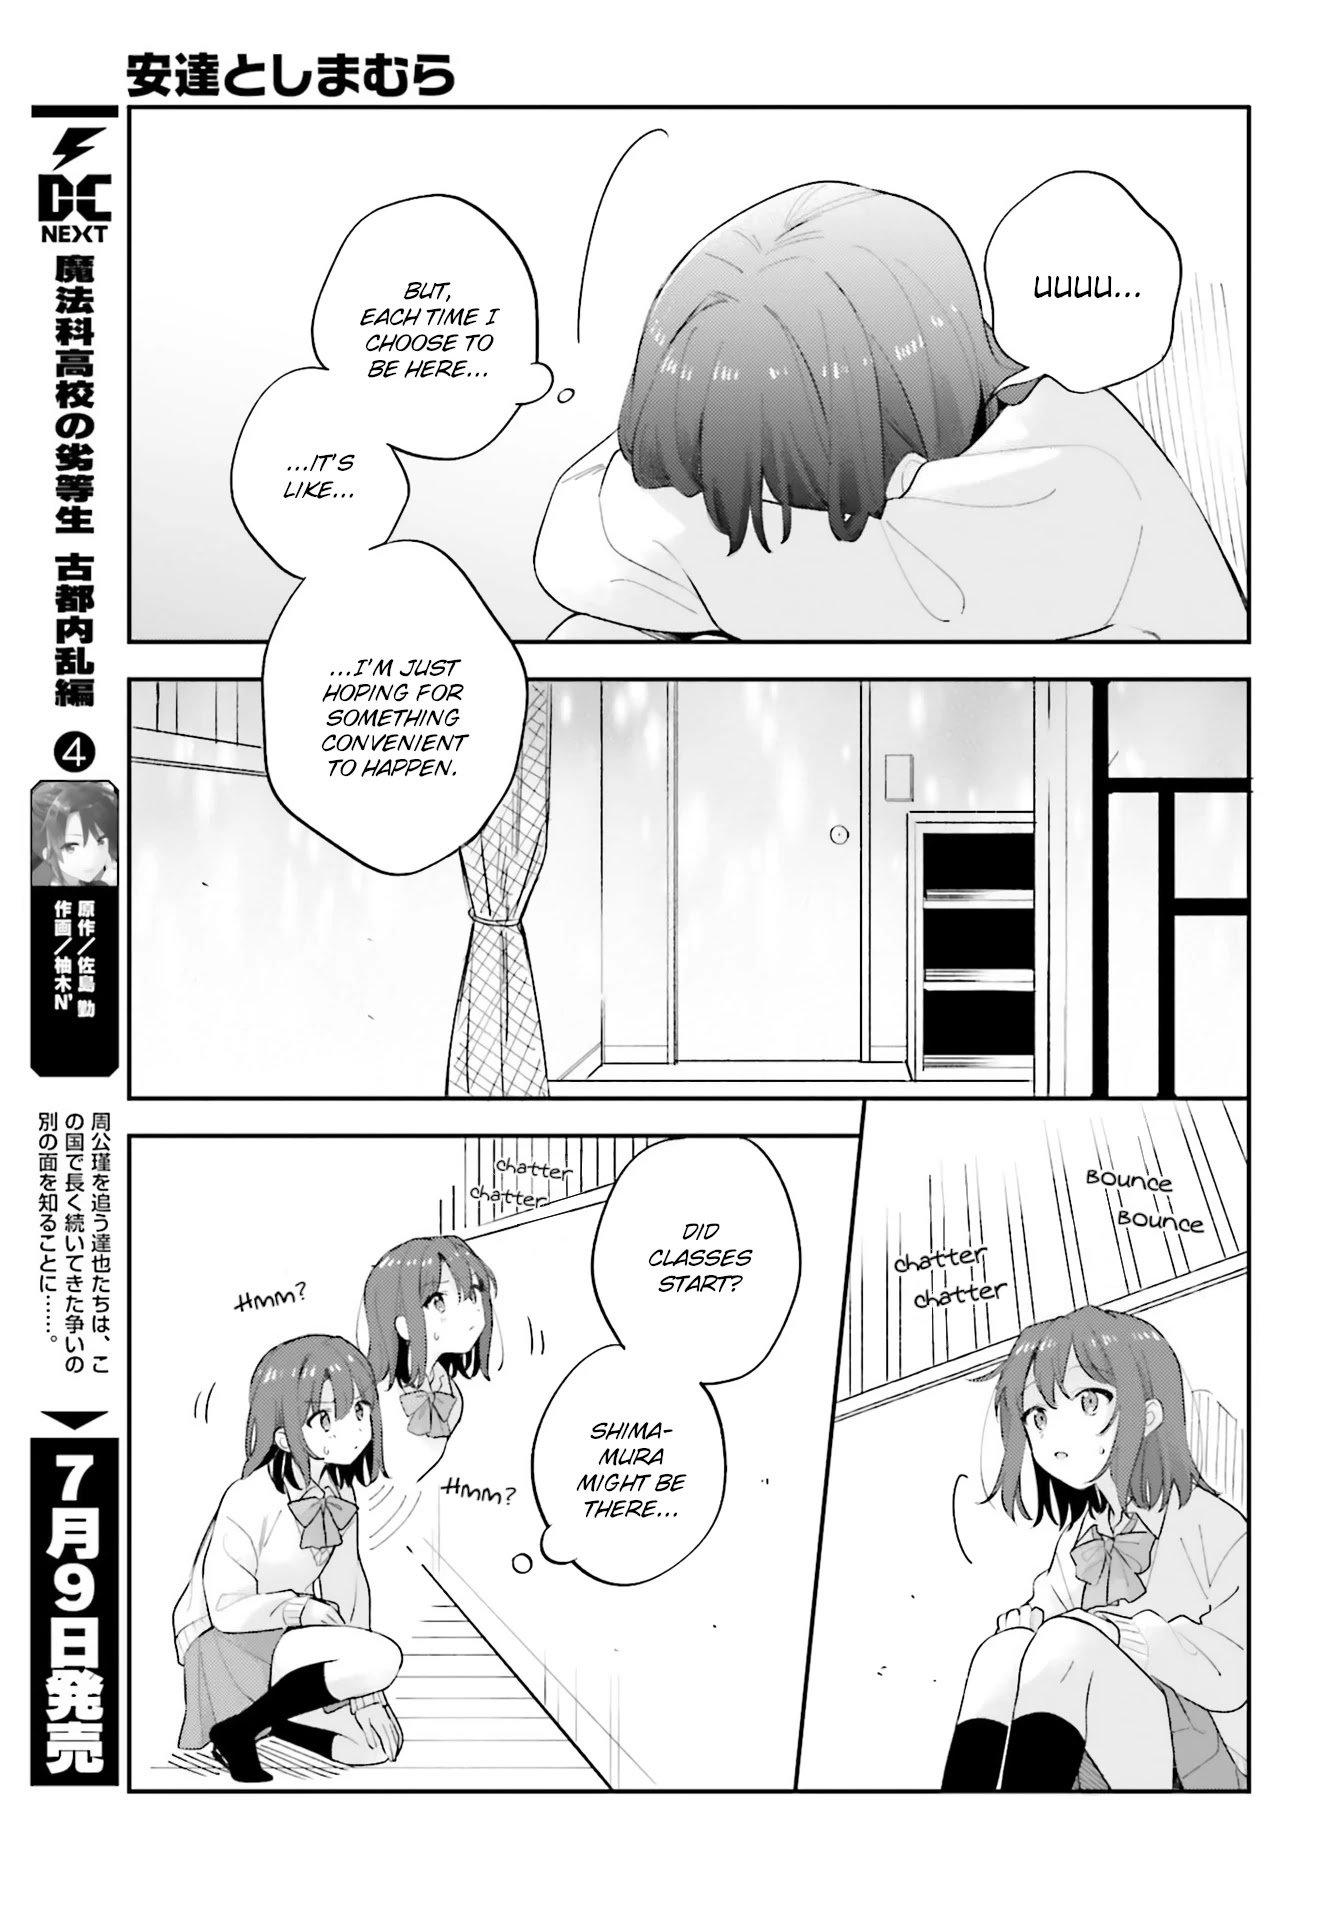 安達としまむら
UUUU...
BUT,
EACH TIME I
CHOOSE TO
BE HERE...
...IT'S
LIKE...
...I'M JUST
HOPING FOR
SOMETHING
CONVENIENT
TO HAPPEN.
BOUNCE
BOUNCE
chatter
chatter
chatter
chatter
DID
CLASSES
START?
SHIMA-
MURA
MIGHT BE
THERE...
HMM?
HMM?
DC
NEXT
魔法科高校の劣等生 古都内乱編 4
原作／佐島 勤
作画／柚木N'
周公瑾を追う達也たちは、こ
の国で長く続いてきた争いの
別の面を知ることに……。
7月9日発売